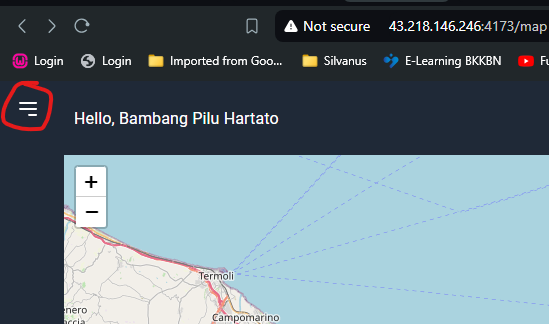 Not secure 43.218.146.246:4173/map
Login Login Imported from Goo... Silvanus E-Learning BKKBN
Hello, Bambang Pilu Hartato
+
−
Termoli
Campomarino